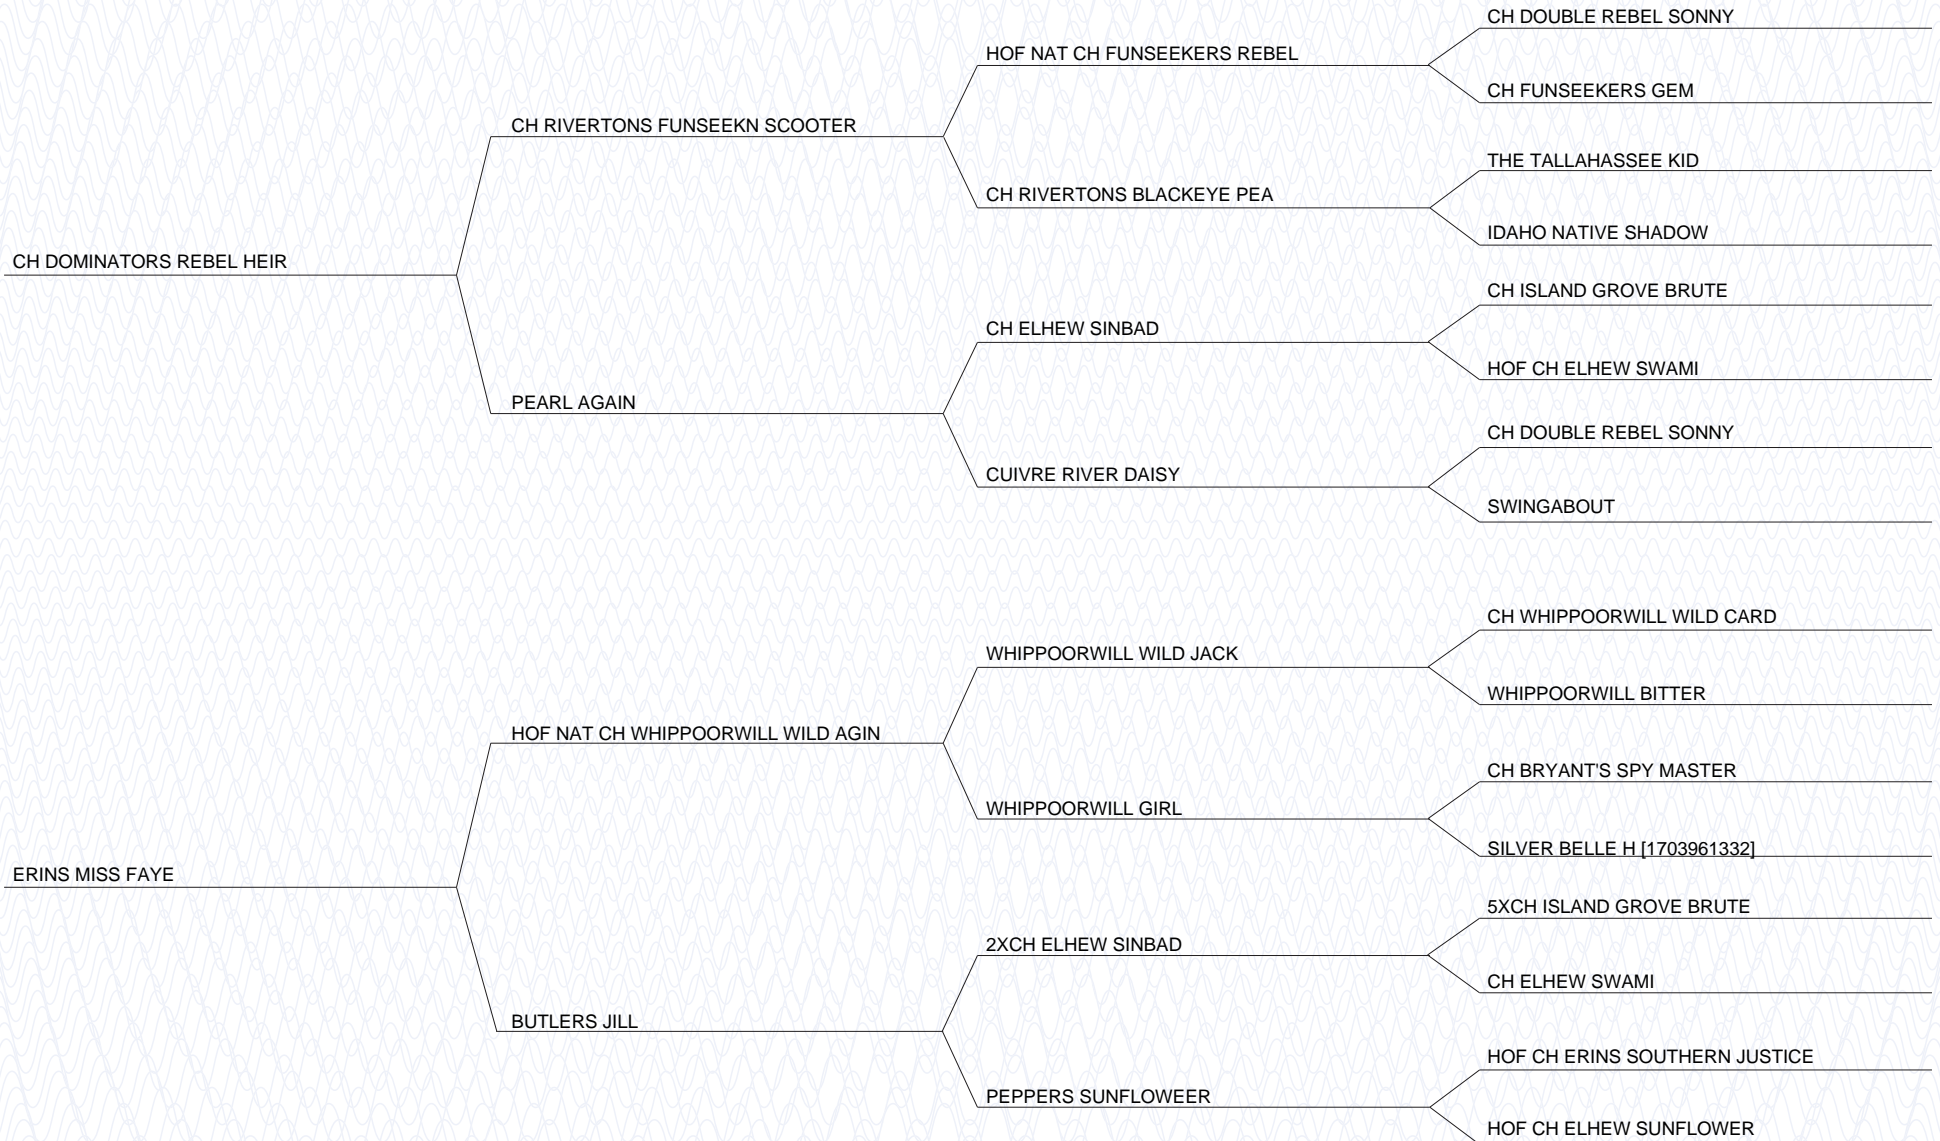 CH DOUBLE REBEL SONNY
HOF NAT CH FUNSEEKERS REBEL
CH FUNSEEKERS GEM
CH RIVERTONS FUNSEEKN SCOOTER
THE TALLAHASSEE KID
CH RIVERTONS BLACKEYE PEA
IDAHO NATIVE SHADOW
CH DOMINATORS REBEL HEIR
CH ISLAND GROVE BRUTE
CH ELHEW SINBAD
HOF CH ELHEW SWAMI
PEARL AGAIN
CH DOUBLE REBEL SONNY
CUIVRE RIVER DAISY
SWINGABOUT
CH WHIPPOORWILL WILD CARD
WHIPPOORWILL WILD JACK
WHIPPOORWILL BITTER
HOF NAT CH WHIPPOORWILL WILD AGIN
CH BRYANT'S SPY MASTER
WHIPPOORWILL GIRL
SILVER BELLE H [1703961332]
ERINS MISS FAYE
5XCH ISLAND GROVE BRUTE
2XCH ELHEW SINBAD
CH ELHEW SWAMI
BUTLERS JILL
HOF CH ERINS SOUTHERN JUSTICE
PEPPERS SUNFLOWEER
HOF CH ELHEW SUNFLOWER